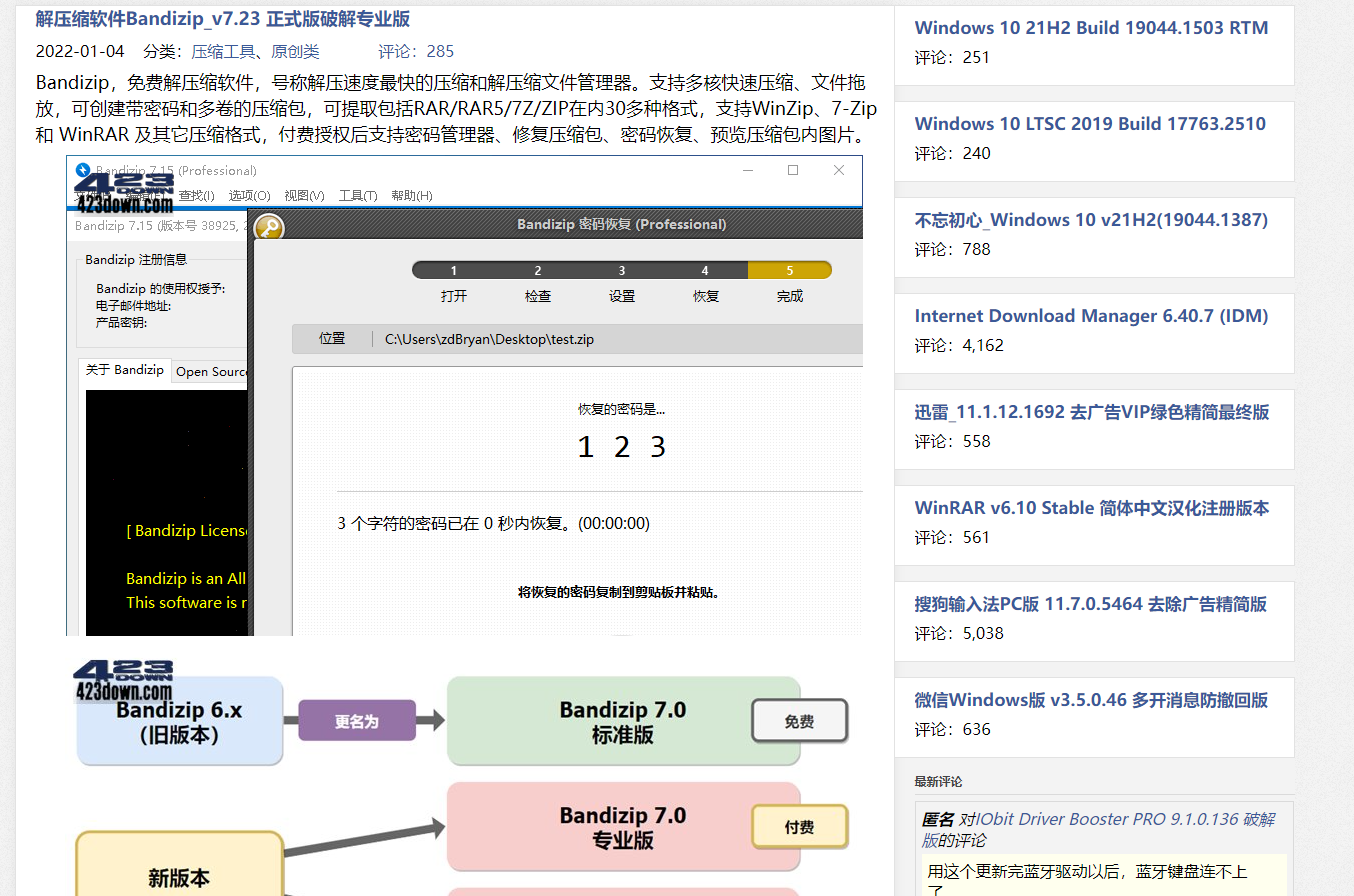 解压缩软件Bandizip_v7.23 正式版破解专业版
2022-01-04 分类：压缩工具、原创类 评论：285
Bandizip，免费解压缩软件，号称解压速度最快的压缩和解压缩文件管理器。支持多核快速压缩、文件拖
放，可创建带密码和多卷的压缩包，可提取包括RAR/RAR5/7Z/ZIP在内30多种格式，支持WinZip、7-Zip
和 WinRAR 及其它压缩格式，付费授权后支持密码管理器、修复压缩包、密码恢复、预览压缩包内图片。
Bandizip 7.15 (Professional)
423
DOWN
423down.com
查找(I) 选项(O) 视图(V) 工具(T) 帮助(H)
Bandizip 7.15 (版本号 38925, 2
Bandizip 注册信息
Bandizip 的使用权授予:
电子邮件地址:
产品密钥:
关于 Bandizip
Open Sourc
[ Bandizip License
Bandizip is an All
This software is r
Bandizip 密码恢复 (Professional)
1 2 3 4 5
打开 检查 设置 恢复 完成
位置 C:\Users\zdBryan\Desktop\test.zip
恢复的密码是...
1 2 3
3 个字符的密码已在 0 秒内恢复。(00:00:00)
将恢复的密码复制到剪贴板并粘贴。
423
DOWN
423down.com
Bandizip 6.x
（旧版本）
更名为
Bandizip 7.0
标准版
免费
Bandizip 7.0
专业版
付费
新版本
Windows 10 21H2 Build 19044.1503 RTM
评论：251
Windows 10 LTSC 2019 Build 17763.2510
评论：240
不忘初心_Windows 10 v21H2(19044.1387)
评论：788
Internet Download Manager 6.40.7 (IDM)
评论：4,162
迅雷_11.1.12.1692 去广告VIP绿色精简最终版
评论：558
WinRAR v6.10 Stable 简体中文汉化注册版本
评论：561
搜狗输入法PC版 11.7.0.5464 去除广告精简版
评论：5,038
微信Windows版 v3.5.0.46 多开消息防撤回版
评论：636
最新评论
匿名 对IObit Driver Booster PRO 9.1.0.136 破解
版的评论
用这个更新完蓝牙驱动以后，蓝牙键盘连不上
了